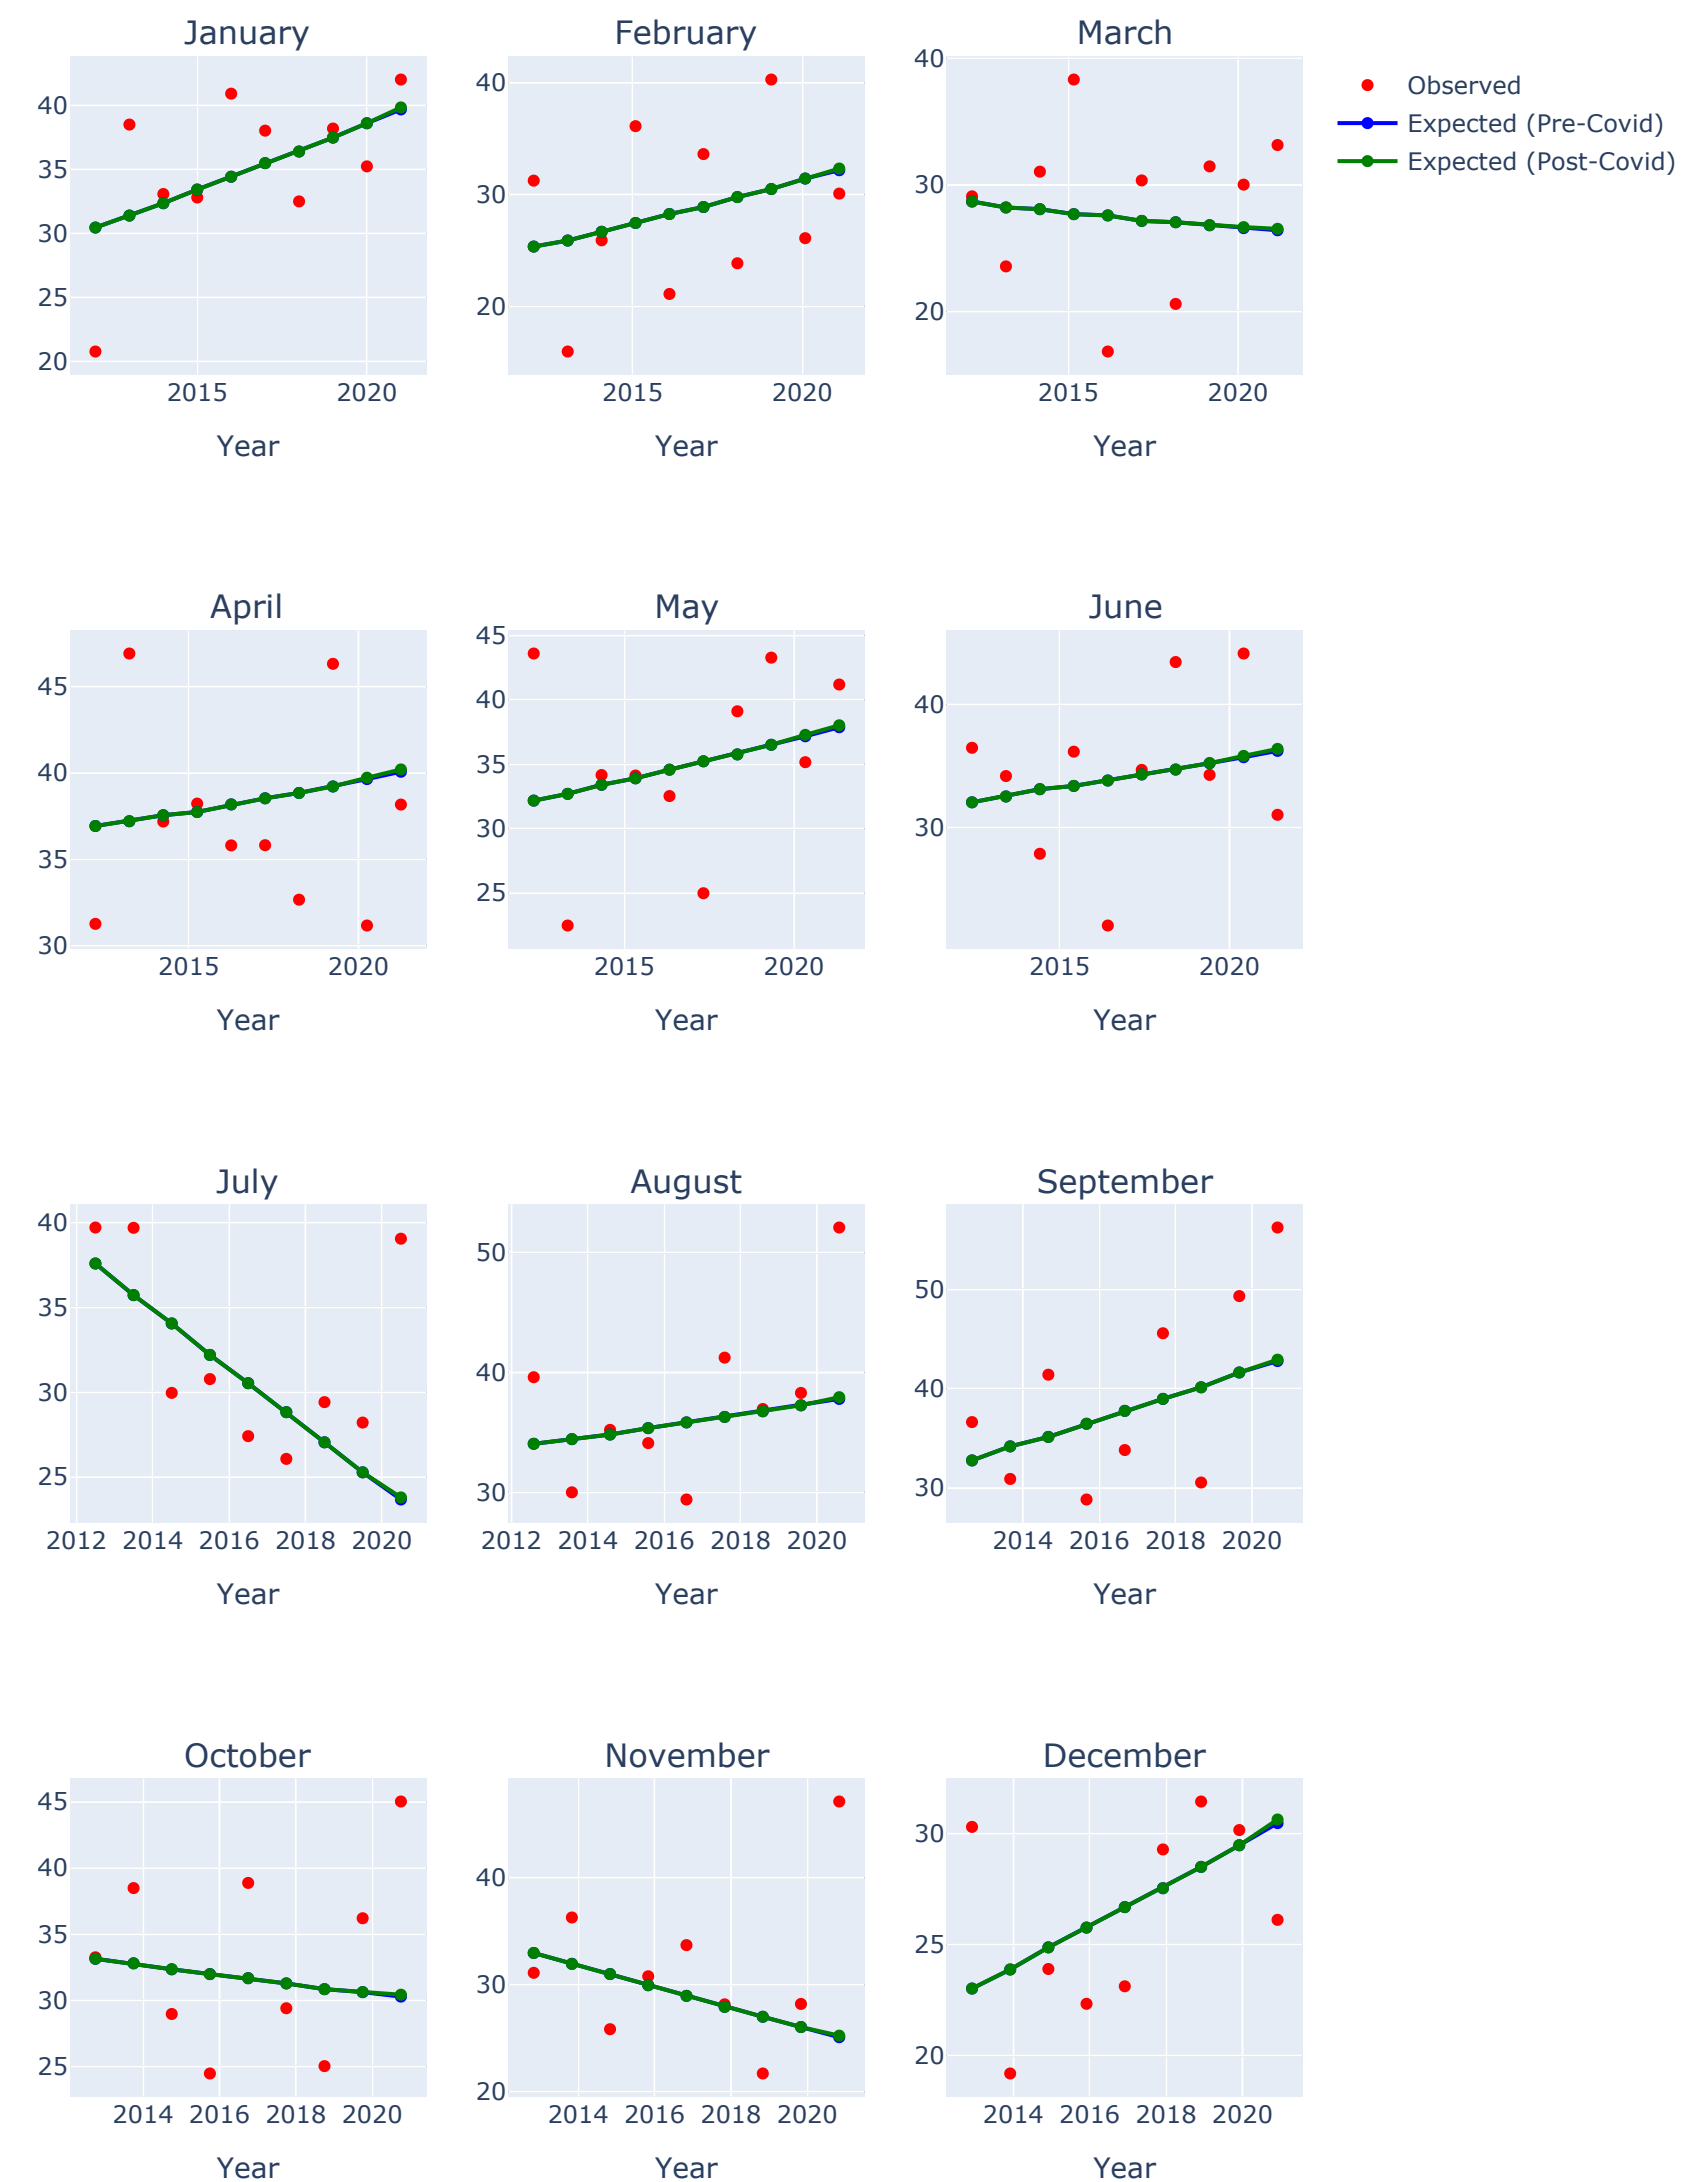 January
February
March
40
35
30
25
20
2015
2020
Year
40
30
20
2015
2020
Year
40
30
20
2015
2020
Year
Observed
Expected (Pre-Covid)
Expected (Post-Covid)
April
May
June
45
40
35
30
2015
2020
Year
45
40
35
30
25
2015
2020
Year
40
30
2015
2020
Year
July
August
September
40
35
30
25
2012 2014 2016 2018 2020
Year
50
40
30
2012 2014 2016 2018 2020
Year
50
40
30
2014 2016 2018 2020
Year
October
November
December
45
40
35
30
25
2014 2016 2018 2020
Year
40
30
20
2014 2016 2018 2020
Year
30
25
20
2014 2016 2018 2020
Year